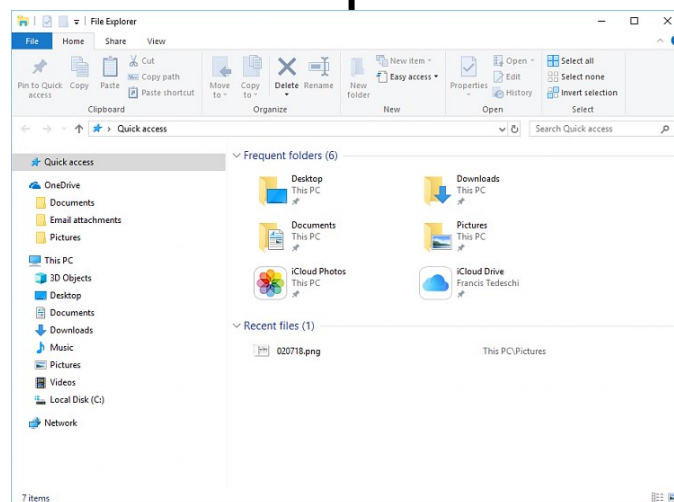 File Explorer
File Home Share View
Pin to Quick access
Copy
Paste
Cut
Copy path
Paste shortcut
Clipboard
Move to
Copy to
Delete
Rename
Organize
New folder
New item
Easy access
New
Properties
Open
Edit
History
Open
Select all
Select none
Invert selection
Select
Quick access
Search Quick access
Quick access
OneDrive
Documents
Email attachments
Pictures
This PC
3D Objects
Desktop
Documents
Downloads
Music
Pictures
Videos
Local Disk (C:)
Network
Frequent folders (6)
Desktop
This PC
Downloads
This PC
Documents
This PC
Pictures
This PC
iCloud Photos
This PC
iCloud Drive
Francis Tedeschi
Recent files (1)
020718.png This PC\Pictures
7 items